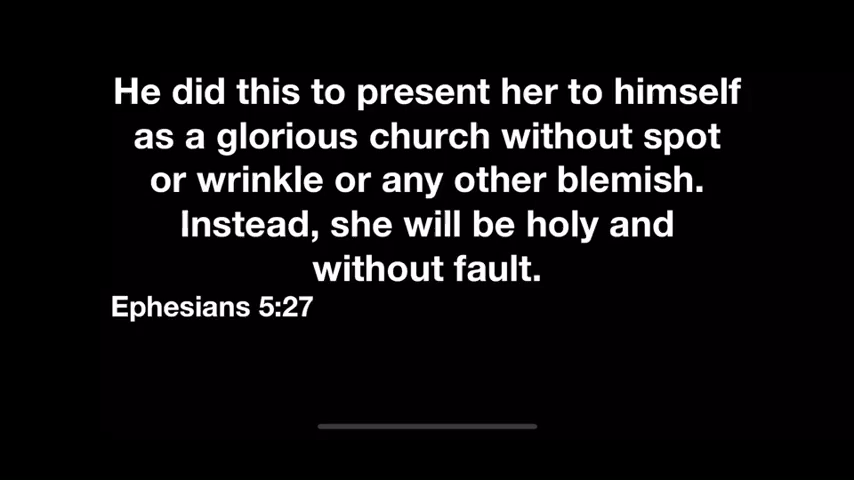 He did this to present her to himself
as a glorious church without spot
or wrinkle or any other blemish.
Instead, she will be holy and
without fault.
Ephesians 5:27